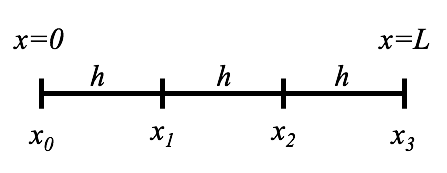 x=0 x=L
h h h
x₀ x₁ x₂ x₃